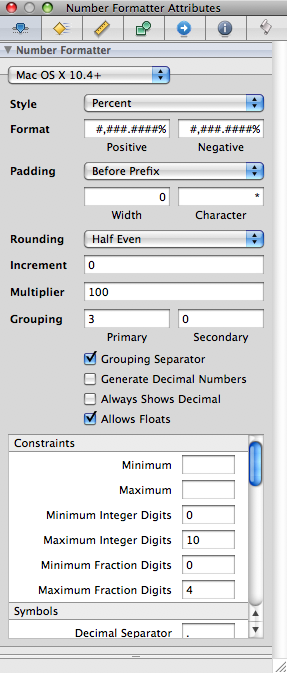 Number Formatter Attributes
Number Formatter
Mac OS X 10.4+
Style Percent
Format #,###.####% #,###.####%
Positive Negative
Padding Before Prefix
0 *
Width Character
Rounding Half Even
Increment 0
Multiplier 100
Grouping 3 0
Primary Secondary
Grouping Separator
Generate Decimal Numbers
Always Shows Decimal
Allows Floats
Constraints
Minimum
Maximum
Minimum Integer Digits 0
Maximum Integer Digits 10
Minimum Fraction Digits 0
Maximum Fraction Digits 4
Symbols
Decimal Separator .